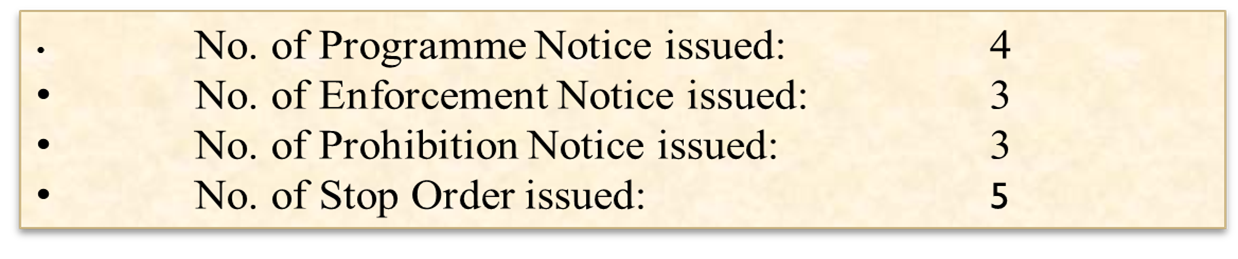 • No. of Programme Notice issued: 4
• No. of Enforcement Notice issued: 3
• No. of Prohibition Notice issued: 3
• No. of Stop Order issued: 5